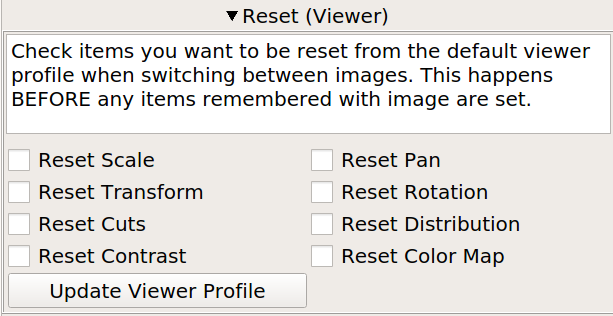 Reset (Viewer)
Check items you want to be reset from the default viewer
profile when switching between images. This happens
BEFORE any items remembered with image are set.
Reset Scale
Reset Pan
Reset Transform
Reset Rotation
Reset Cuts
Reset Distribution
Reset Contrast
Reset Color Map
Update Viewer Profile